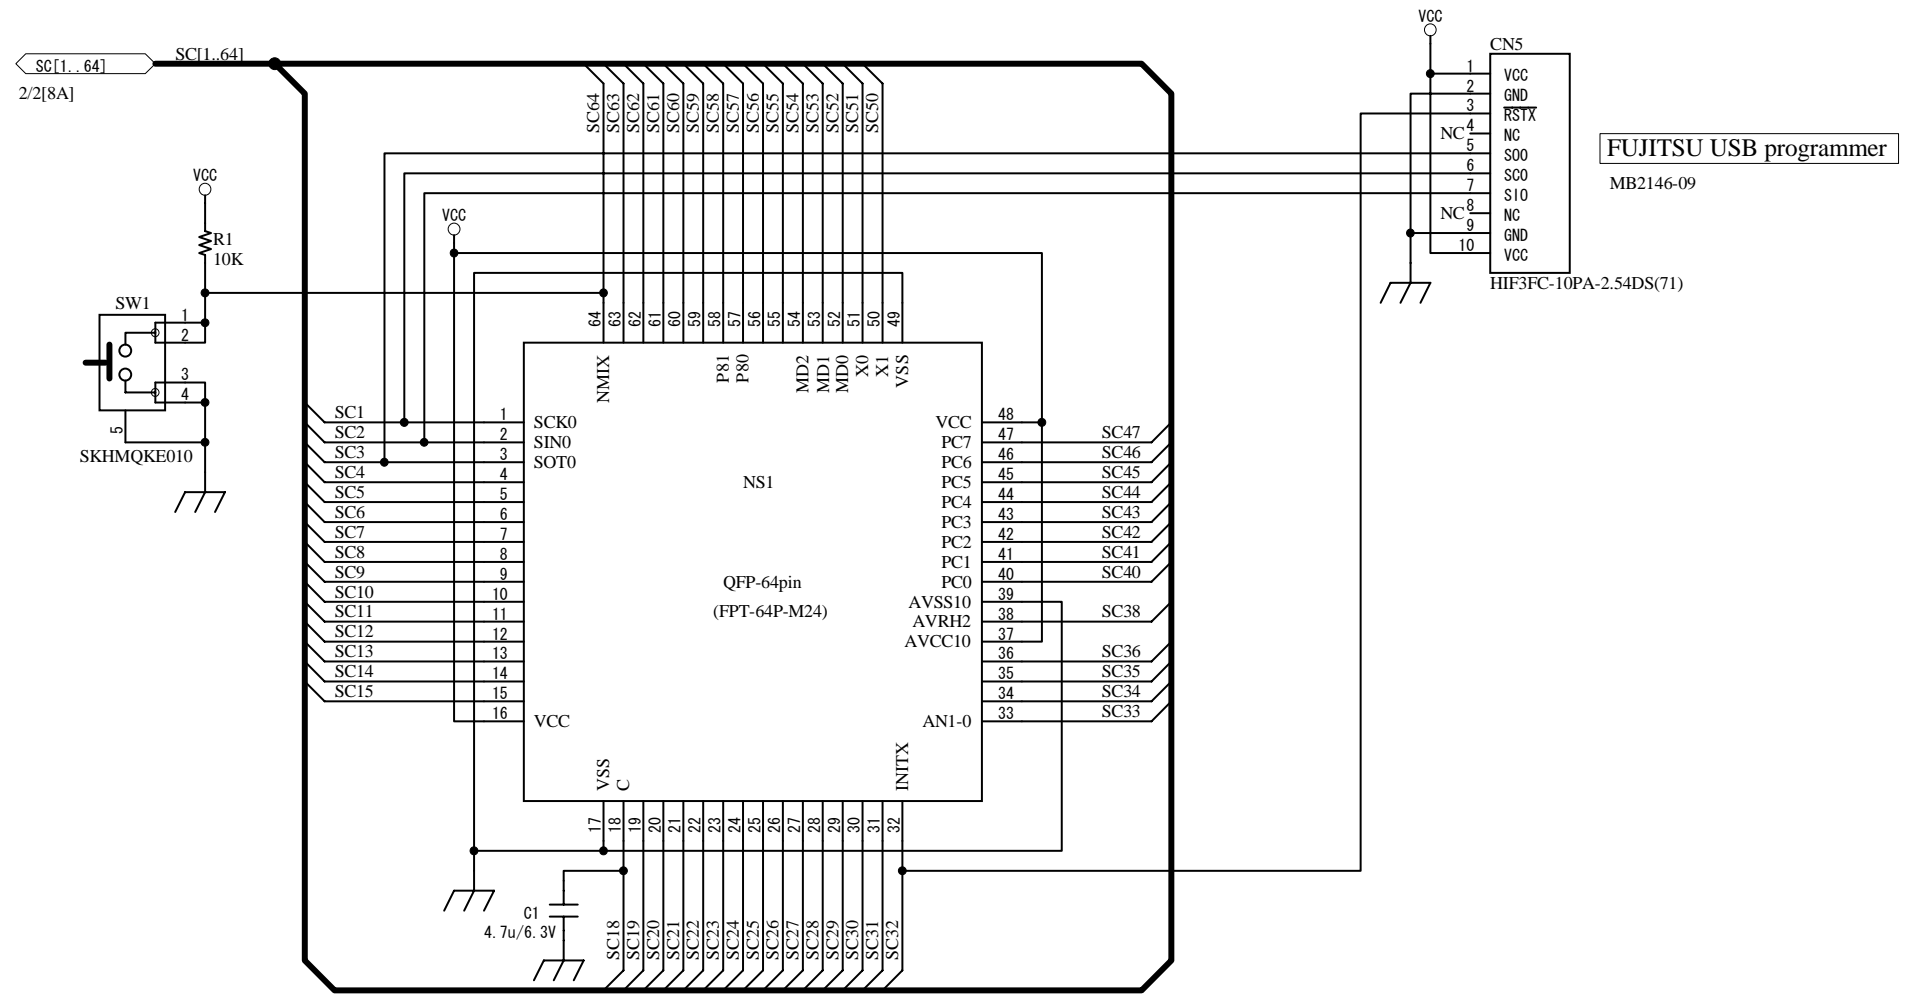 SC[1..64]
2/2[8A]
SC[1..64]
VCC
R1
10K
SW1
1
2
3
4
5
SKHMQKE010
VCC
SC64
SC63
SC62
SC61
SC60
SC59
SC58
SC57
SC56
SC55
SC54
SC53
SC52
SC51
SC50
64
63
62
61
60
59
58
57
56
55
54
53
52
51
50
49
NMIX
P81
P80
MD2
MD1
MD0
X0
X1
VSS
SC1 1 SCK0
SC2 2 SIN0
SC3 3 SOT0
SC4 4
SC5 5
SC6 6
SC7 7
SC8 8
SC9 9
SC10 10
SC11 11
SC12 12
SC13 13
SC14 14
SC15 15
16 VCC
NS1
QFP-64pin
(FPT-64P-M24)
VCC 48
PC7 47 SC47
PC6 46 SC46
PC5 45 SC45
PC4 44 SC44
PC3 43 SC43
PC2 42 SC42
PC1 41 SC41
PC0 40 SC40
AVSS10 39
AVRH2 38 SC38
AVCC10 37
36 SC36
35 SC35
34 SC34
AN1-0 33 SC33
VSS
C
INITX
17
18
19
20
21
22
23
24
25
26
27
28
29
30
31
32
C1
4.7u/6.3V
SC18
SC19
SC20
SC21
SC22
SC23
SC24
SC25
SC26
SC27
SC28
SC29
SC30
SC31
SC32
VCC
CN5
1 VCC
2 GND
3 RSTX
NC 4 NC
5 SOO
6 SCO
7 SIO
NC 8 NC
9 GND
10 VCC
HIF3FC-10PA-2.54DS(71)
FUJITSU USB programmer
MB2146-09